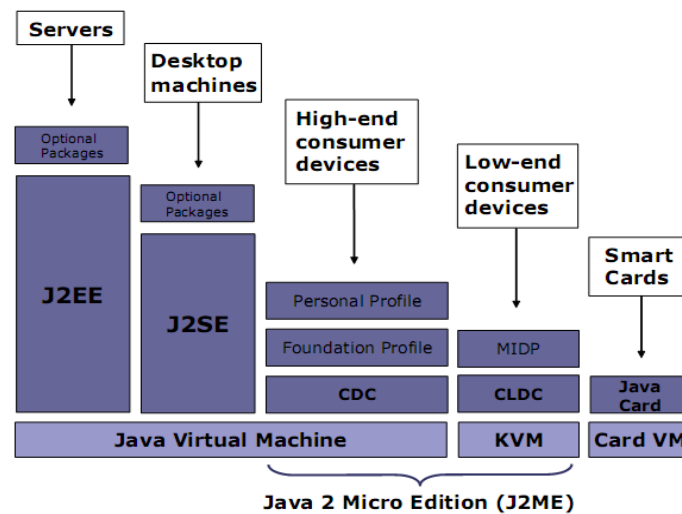 Servers
Desktop
machines
High-end
consumer
devices
Low-end
consumer
devices
Smart
Cards
Optional
Packages
Optional
Packages
J2EE
J2SE
Personal Profile
Foundation Profile
CDC
MIDP
CLDC
Java
Card
Java Virtual Machine
KVM
Card VM
Java 2 Micro Edition (J2ME)